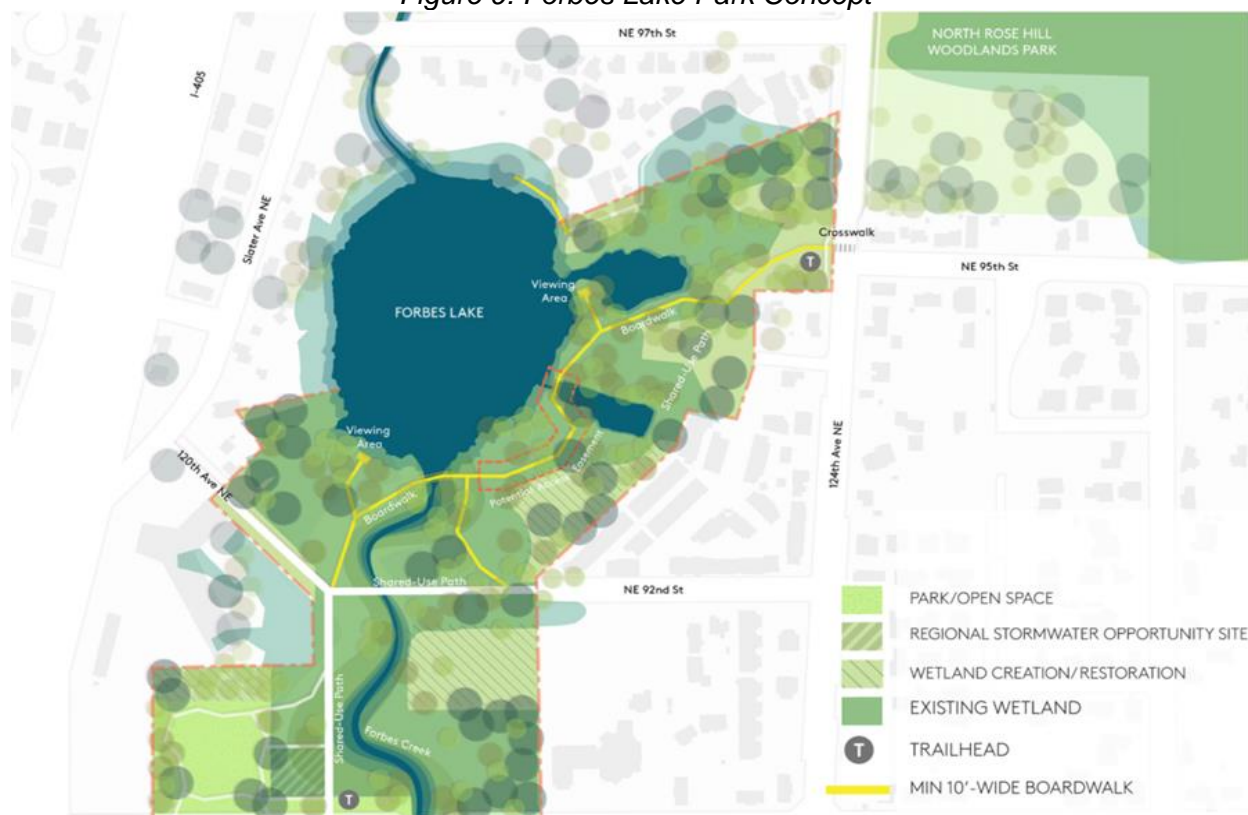 Figure 9: Forbes Lake Park Concept
NE 97th St
NORTH ROSE HILL
WOODLANDS PARK
I-405
Slater Ave NE
Crosswalk
T
NE 95th St
Viewing
Area
FORBES LAKE
Boardwalk
Shared-Use Path
Viewing
Area
120th Ave NE
Potential Access Easement
124th Ave NE
Boardwalk
Shared-Use Path
NE 92nd St
Shared-Use Path
Forbes Creek
T
PARK/OPEN SPACE
REGIONAL STORMWATER OPPORTUNITY SITE
WETLAND CREATION/RESTORATION
EXISTING WETLAND
T
TRAILHEAD
MIN 10'-WIDE BOARDWALK